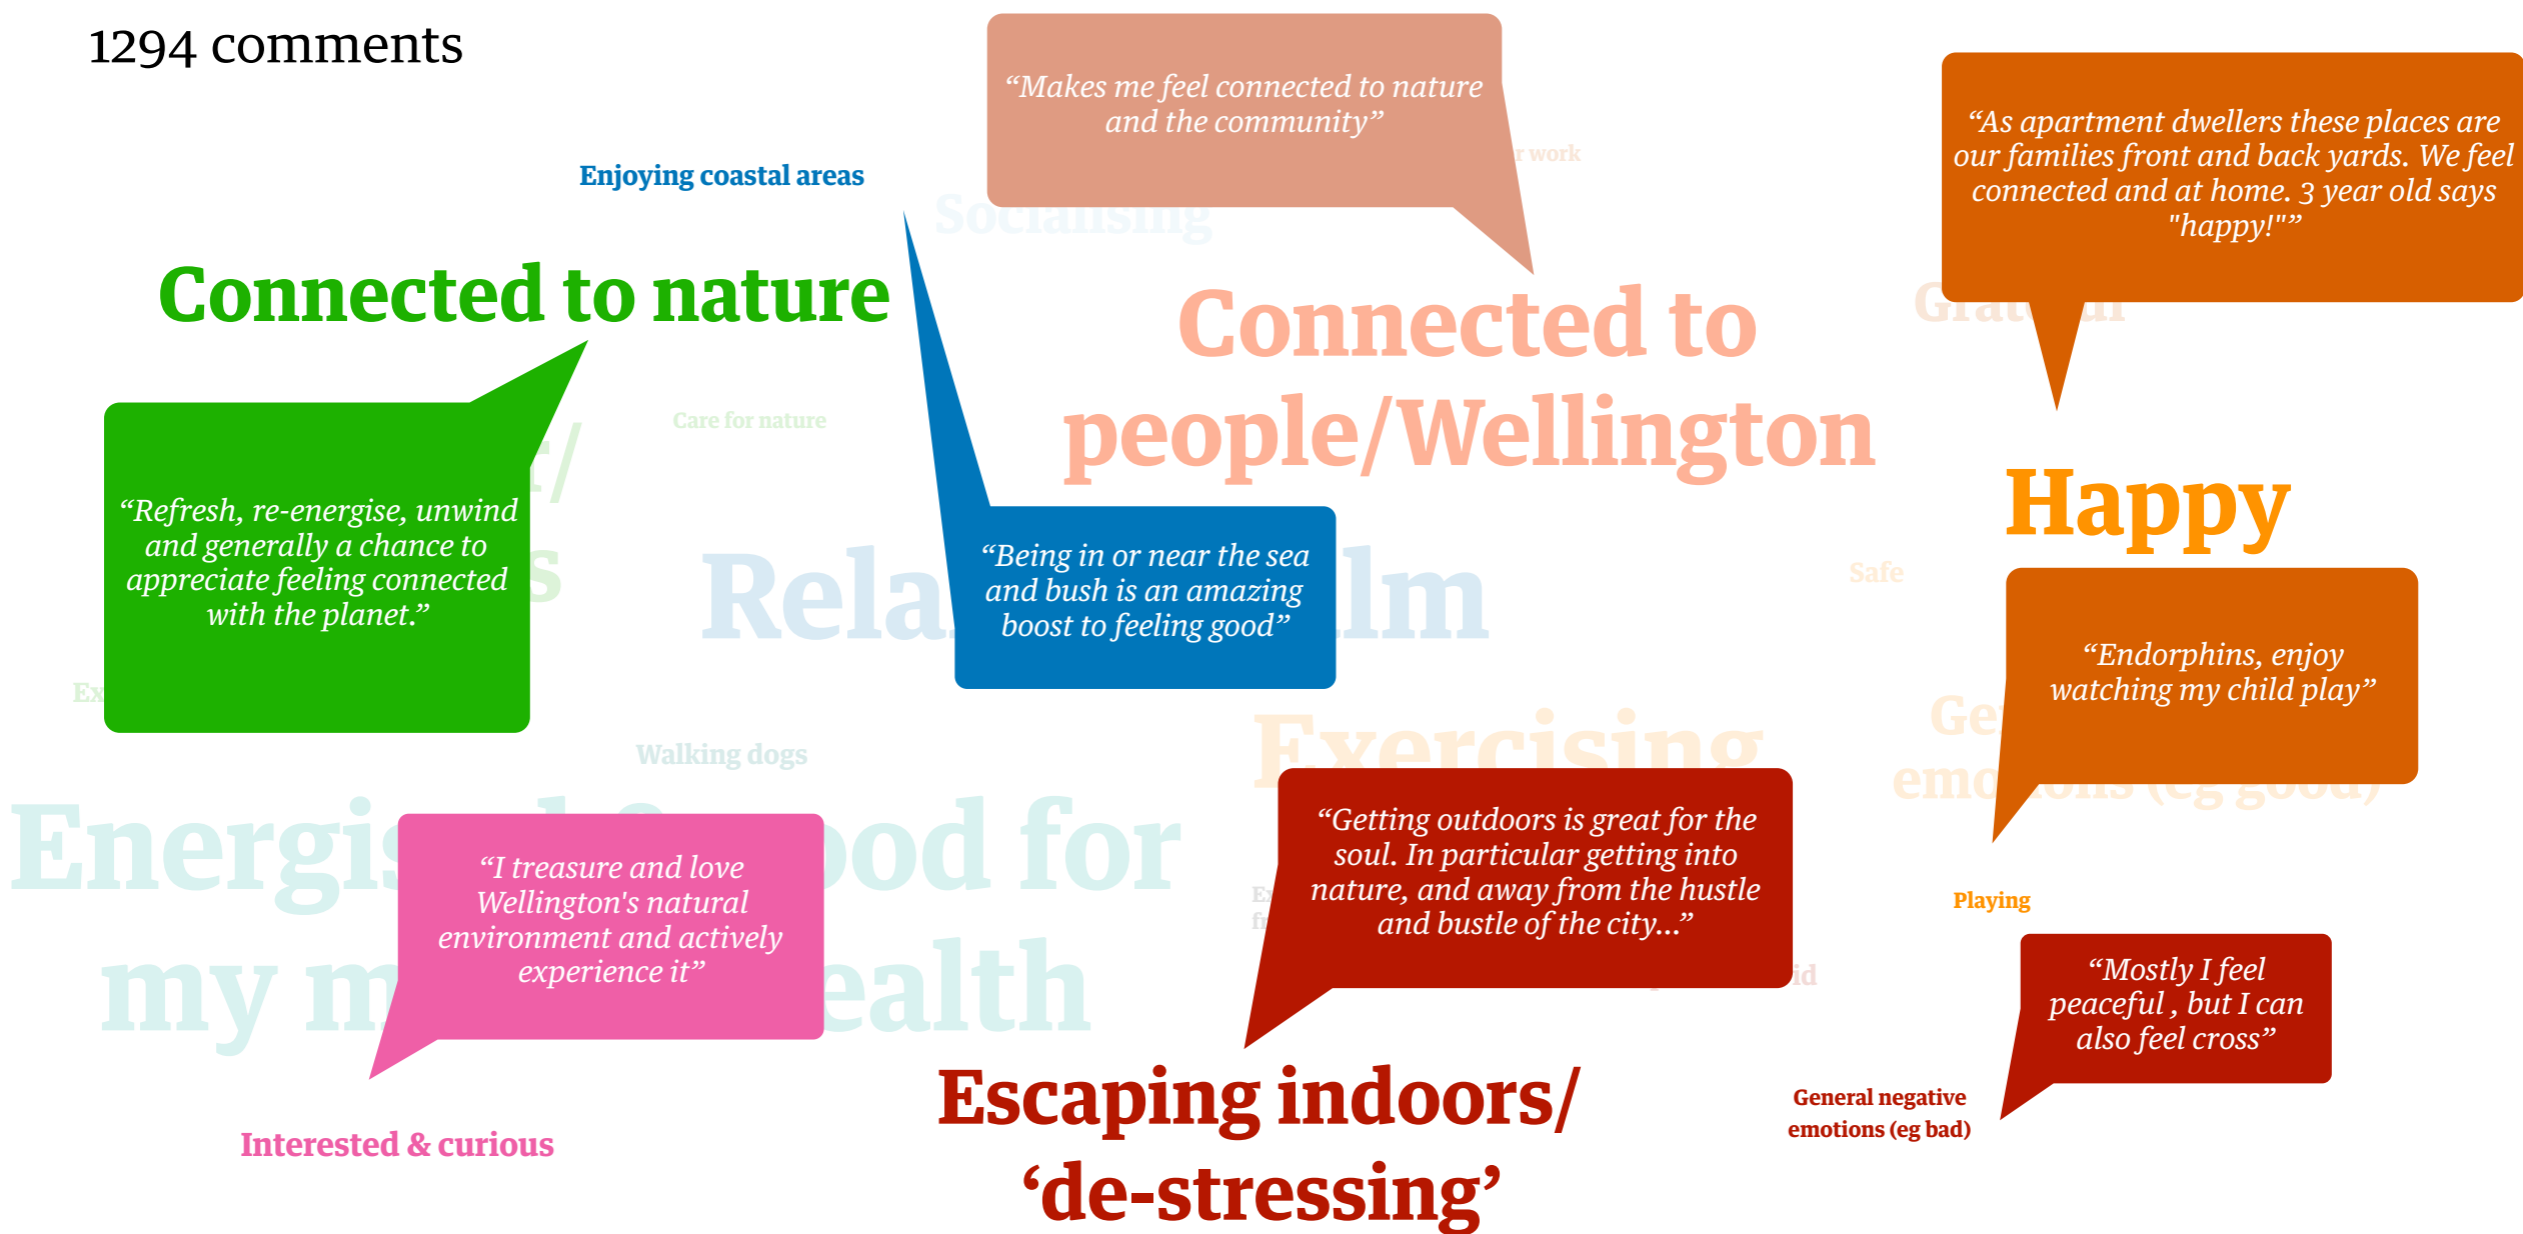 1294 comments
“Makes me feel connected to nature
and the community”
“As apartment dwellers these places are
our families front and back yards. We feel
connected and at home. 3 year old says
"happy!"”
work
Enjoying coastal areas
Socialising
Connected to nature
Connected to
people/Wellington
Grateful
Care for nature
Happy
“Refresh, re-energise, unwind
and generally a chance to
appreciate feeling connected
with the planet.”
“Being in or near the sea
and bush is an amazing
boost to feeling good”
Safe
“Endorphins, enjoy
watching my child play”
Walking dogs
Exercising
(eg good)
for
my
“I treasure and love
Wellington's natural
environment and actively
experience it”
“Getting outdoors is great for the
soul. In particular getting into
nature, and away from the hustle
and bustle of the city...”
Playing
“Mostly I feel
peaceful , but I can
also feel cross”
Interested & curious
Escaping indoors/
‘de-stressing’
General negative
emotions (eg bad)